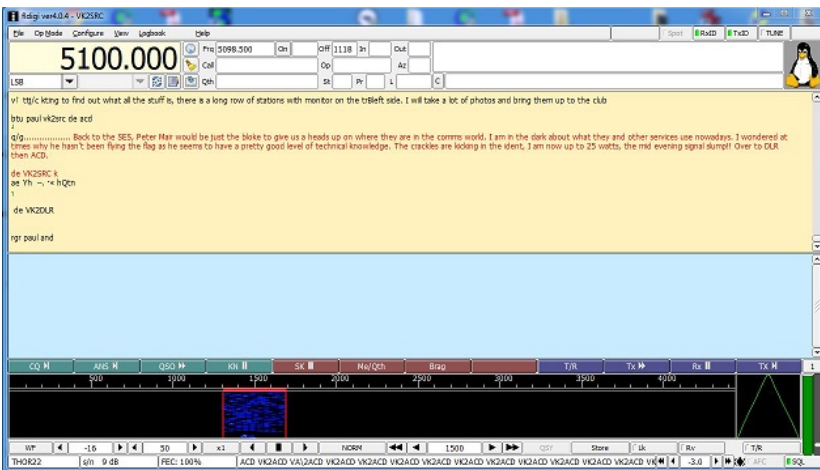 fldigi ver4.0.4 - VK2SRC
File Op Mode Configure View Logbook Help Spot RxID TxID TUNE
5100.000 Frq 5098.500 On Off 1118 In Out
Call Op Az
LSB Qth St Pr L C
v! ttj/c kting to find out what all the stuff is, there is a long row of stations with monitor on the tr8left side. I will take a lot of photos and bring them up to the club
btu paul vk2src de acd
q/g.................. Back to the SES, Peter Mair would be just the bloke to give us a heads up on where they are in the comms world. I am in the dark about what they and other services use nowadays. I wondered at
times why he hasn't been flying the flag as he seems to have a pretty good level of technical knowledge. The crackles are kicking in the ident, I am now up to 25 watts, the mid evening signal slump!! Over to DLR
then ACD.
de VK2SRC k
ae Yh
de VK2DLR
rgr paul and
CQ ANS QSO KN SK Me/Qth Brag T/R Tx Rx TX 1
500 1000 1500 2000 2500 3000 3500 4000
WF -16 50 x1 NORM 1500 QSY Store Lk Rv T/R
THOR22 s/n 9 dB FEC: 100% ACD VK2ACD VA\2ACD VK2ACD VK2ACD VK2ACD VK2ACD VK2ACD VK2ACD VK2ACD VK2ACD -3.0 AFC SQL